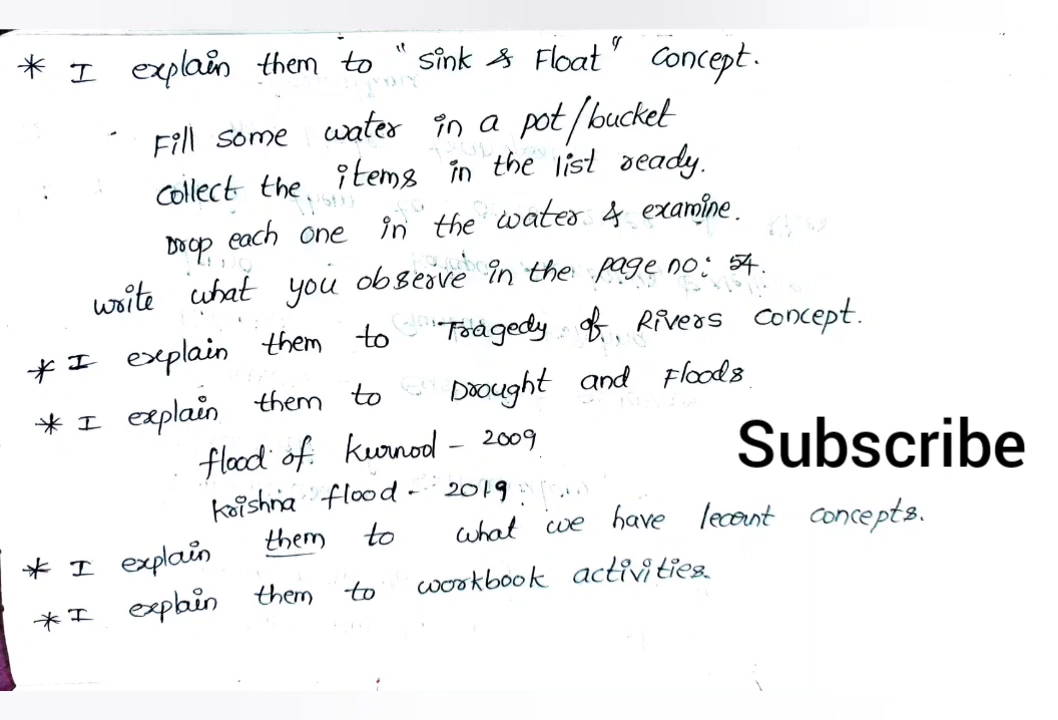 * I explain them to "Sink & Float" concept.
Fill some water in a pot/bucket
collect the items in the list ready.
Drop each one in the water & examine.
write what you observe in the page no: 54.
* I explain them to Tragedy of Rivers concept.
* I explain them to Drought and Floods.
flood of Kurnool - 2009.
Krishna flood - 2019.
Subscribe
* I explain them to what we have lecant concepts.
* I explain them to workbook activities.